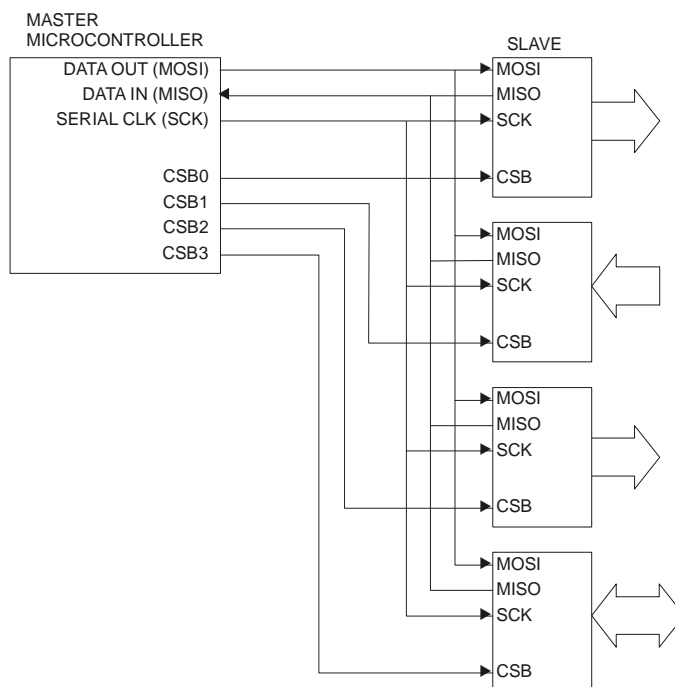 MASTER
MICROCONTROLLER
DATA OUT (MOSI)
DATA IN (MISO)
SERIAL CLK (SCK)
CSB0
CSB1
CSB2
CSB3
SLAVE
MOSI
MISO
SCK
CSB
MOSI
MISO
SCK
CSB
MOSI
MISO
SCK
CSB
MOSI
MISO
SCK
CSB